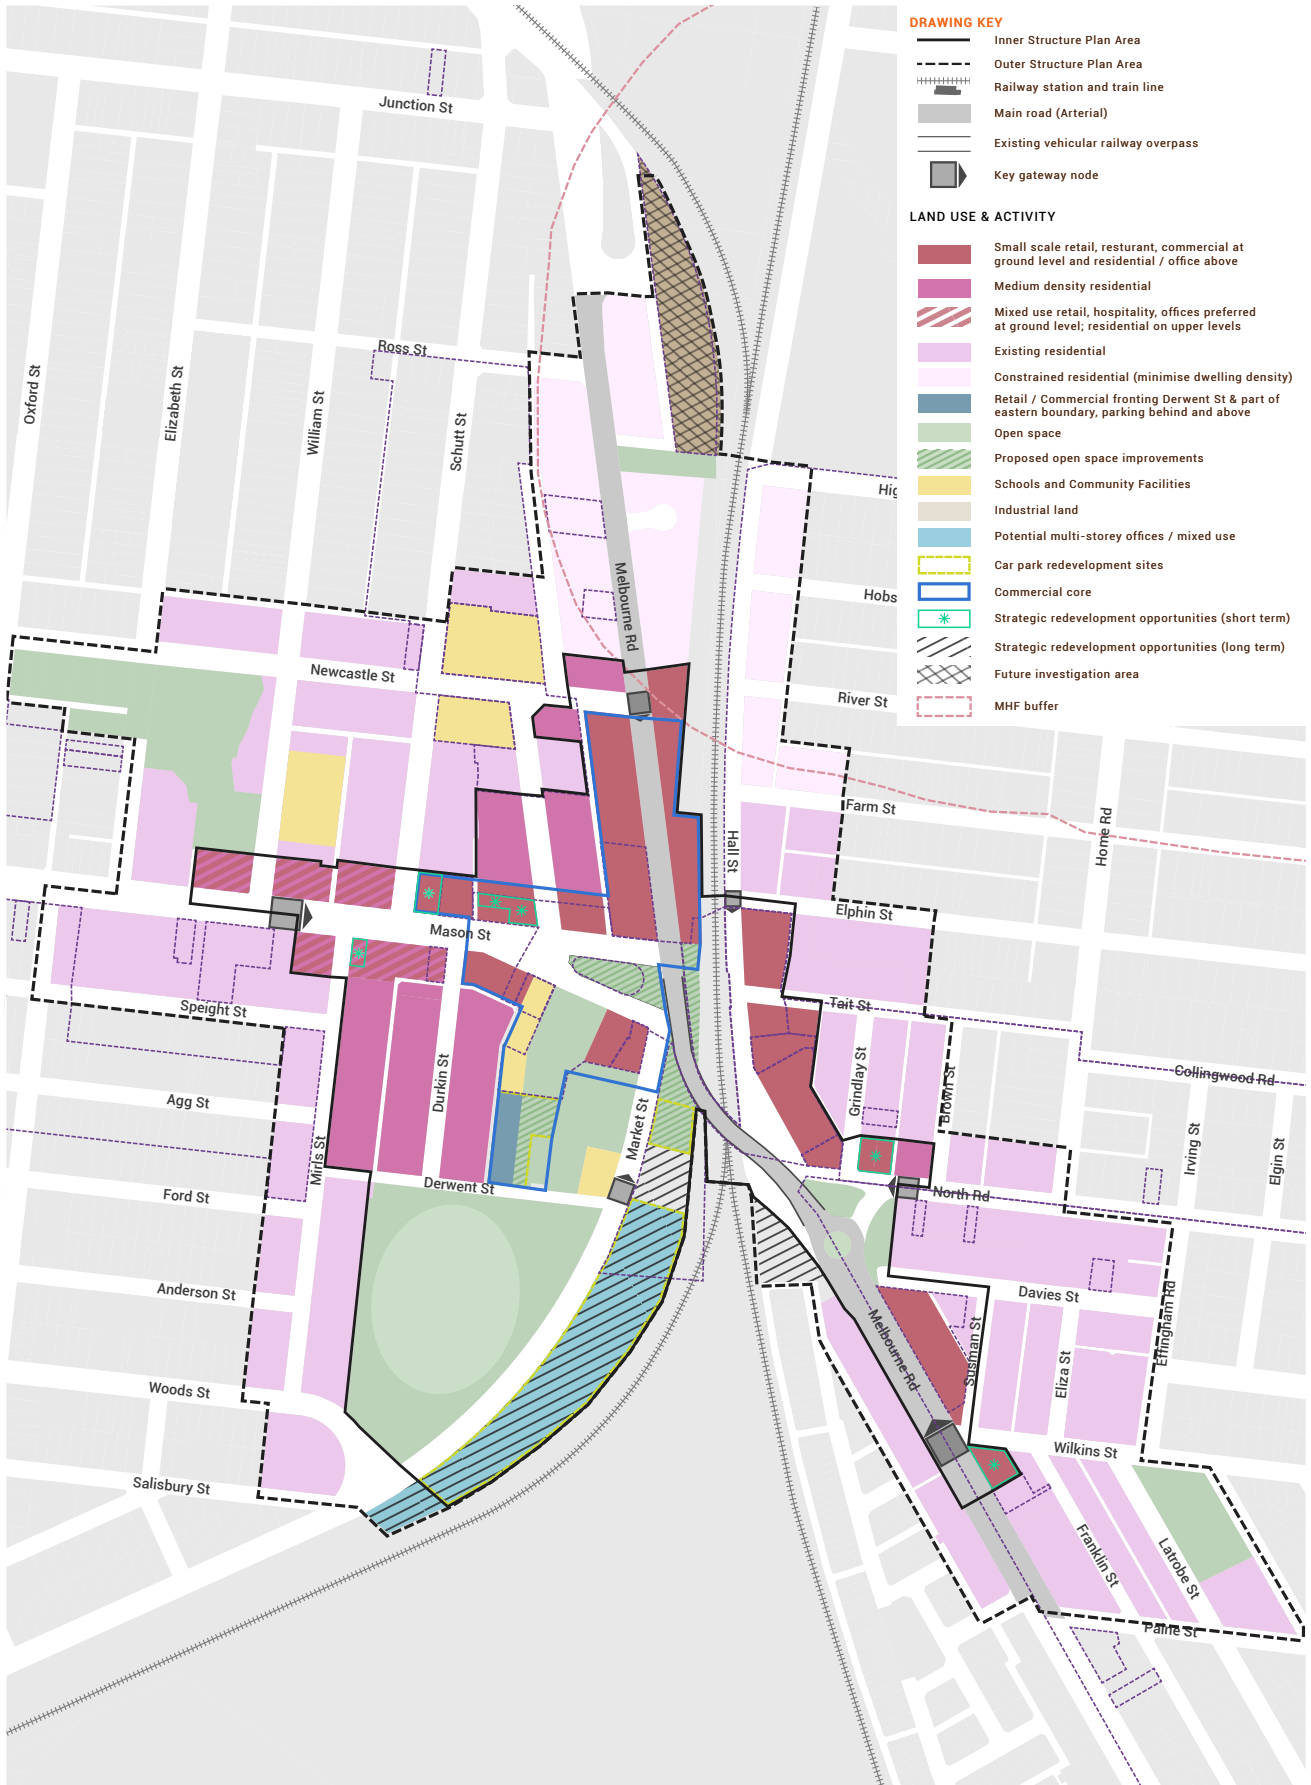 DRAWING KEY
Inner Structure Plan Area
Outer Structure Plan Area
Railway station and train line
Main road (Arterial)
Existing vehicular railway overpass
Key gateway node
LAND USE & ACTIVITY
Small scale retail, resturant, commercial at
ground level and residential / office above
Medium density residential
Mixed use retail, hospitality, offices preferred
at ground level; residential on upper levels
Existing residential
Constrained residential (minimise dwelling density)
Retail / Commercial fronting Derwent St & part of
eastern boundary, parking behind and above
Open space
Proposed open space improvements
Schools and Community Facilities
Industrial land
Potential multi-storey offices / mixed use
Car park redevelopment sites
Commercial core
Strategic redevelopment opportunities (short term)
Strategic redevelopment opportunities (long term)
Future investigation area
MHF buffer
Junction St
Ross St
Oxford St
Elizabeth St
William St
Schutt St
Hig
Hobs
Melbourne Rd
Newcastle St
River St
Farm St
Home Rd
Hall St
Elphin St
Mason St
Speight St
Tait St
Collingwood Rd
Grindlay St
Brown St
Durkin St
Agg St
Market St
Mirls St
Irving St
Elgin St
Derwent St
Ford St
North Rd
Anderson St
Davies St
Effingham Rd
Melbourne Rd
Susman St
Eliza St
Woods St
Wilkins St
Salisbury St
Franklin St
Latrobe St
Paine St